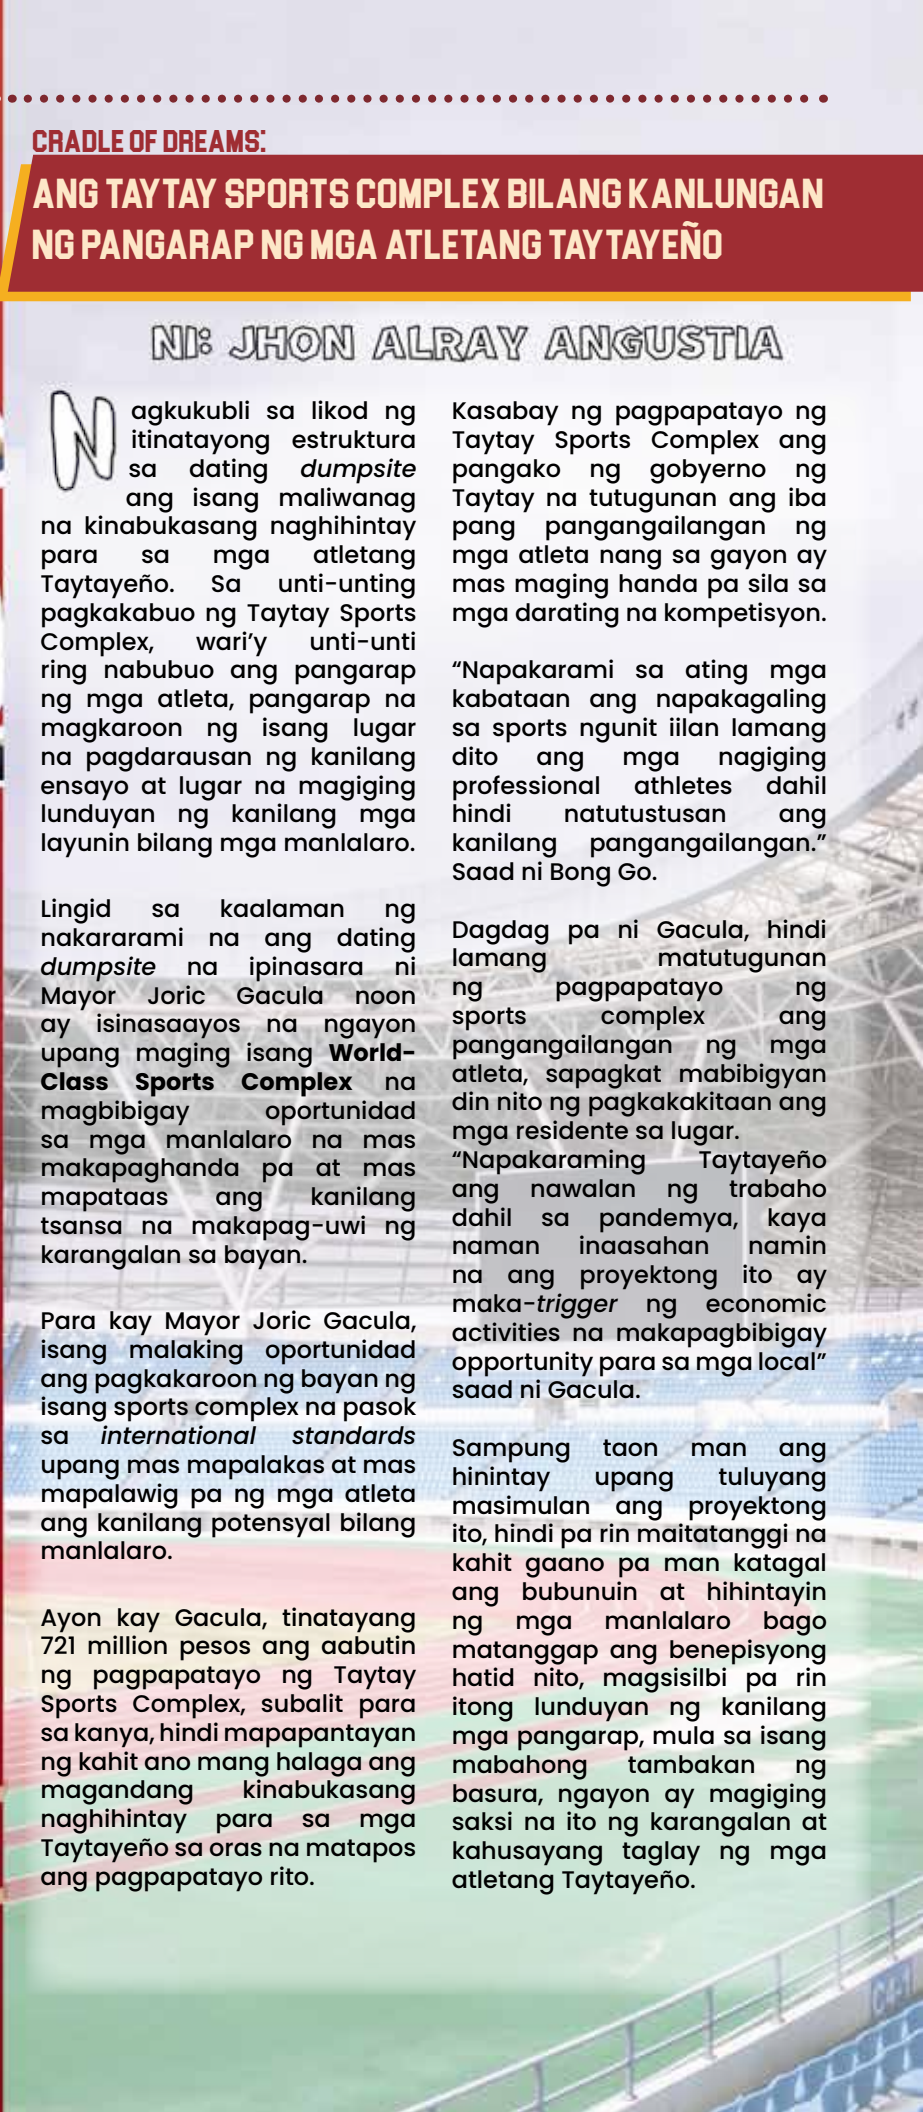 CRADLE OF DREAMS:
ANG TAYTAY SPORTS COMPLEX BILANG KANLUNGAN
NG PANGARAP NG MGA ATLETANG TAYTAYEÑO
NI: JHON ALRAY ANGUSTIA
Nagkukubli sa likod ng
itinatayong estruktura
sa dating dumpsite
ang isang maliwanag
na kinabukasang naghihintay
para sa mga atletang
Taytayeño. Sa unti-unting
pagkakabuo ng Taytay Sports
Complex, wari’y unti-unti
ring nabubuo ang pangarap
ng mga atleta, pangarap na
magkaroon ng isang lugar
na pagdarausan ng kanilang
ensayo at lugar na magiging
lunduyan ng kanilang mga
layunin bilang mga manlalaro.
Lingid sa kaalaman ng
nakararami na ang dating
dumpsite na ipinasara ni
Mayor Joric Gacula noon
ay isinasaayos na ngayon
upang maging isang World-
Class Sports Complex na
magbibigay oportunidad
sa mga manlalaro na mas
makapaghanda pa at mas
mapataas ang kanilang
tsansa na makapag-uwi ng
karangalan sa bayan.
Para kay Mayor Joric Gacula,
isang malaking oportunidad
ang pagkakaroon ng bayan ng
isang sports complex na pasok
sa international standards
upang mas mapalakas at mas
mapalawig pa ng mga atleta
ang kanilang potensyal bilang
manlalaro.
Ayon kay Gacula, tinatayang
721 million pesos ang aabutin
ng pagpapatayo ng Taytay
Sports Complex, subalit para
sa kanya, hindi mapapantayan
ng kahit ano mang halaga ang
magandang kinabukasang
naghihintay para sa mga
Taytayeño sa oras na matapos
ang pagpapatayo rito.
Kasabay ng pagpapatayo ng
Taytay Sports Complex ang
pangako ng gobyerno ng
Taytay na tutugunan ang iba
pang pangangailangan ng
mga atleta nang sa gayon ay
mas maging handa pa sila sa
mga darating na kompetisyon.
“Napakarami sa ating mga
kabataan ang napakagaling
sa sports ngunit iilan lamang
dito ang mga nagiging
professional athletes dahil
hindi natutustusan ang
kanilang pangangailangan.”
Saad ni Bong Go.
Dagdag pa ni Gacula, hindi
lamang matutugunan
ng pagpapatayo ng
sports complex ang
pangangailangan ng mga
atleta, sapagkat mabibigyan
din nito ng pagkakakitaan ang
mga residente sa lugar.
“Napakaraming Taytayeño
ang nawalan ng trabaho
dahil sa pandemya, kaya
naman inaasahan namin
na ang proyektong ito ay
maka-trigger ng economic
activities na makapagbibigay
opportunity para sa mga local”
saad ni Gacula.
Sampung taon man ang
hinintay upang tuluyang
masimulan ang proyektong
ito, hindi pa rin maitatanggi na
kahit gaano pa man katagal
ang bubunuin at hihintayin
ng mga manlalaro bago
matanggap ang benepisyong
hatid nito, magsisilbi pa rin
itong lunduyan ng kanilang
mga pangarap, mula sa isang
mabahong tambakan ng
basura, ngayon ay magiging
saksi na ito ng karangalan at
kahusayang taglay ng mga
atletang Taytayeño.